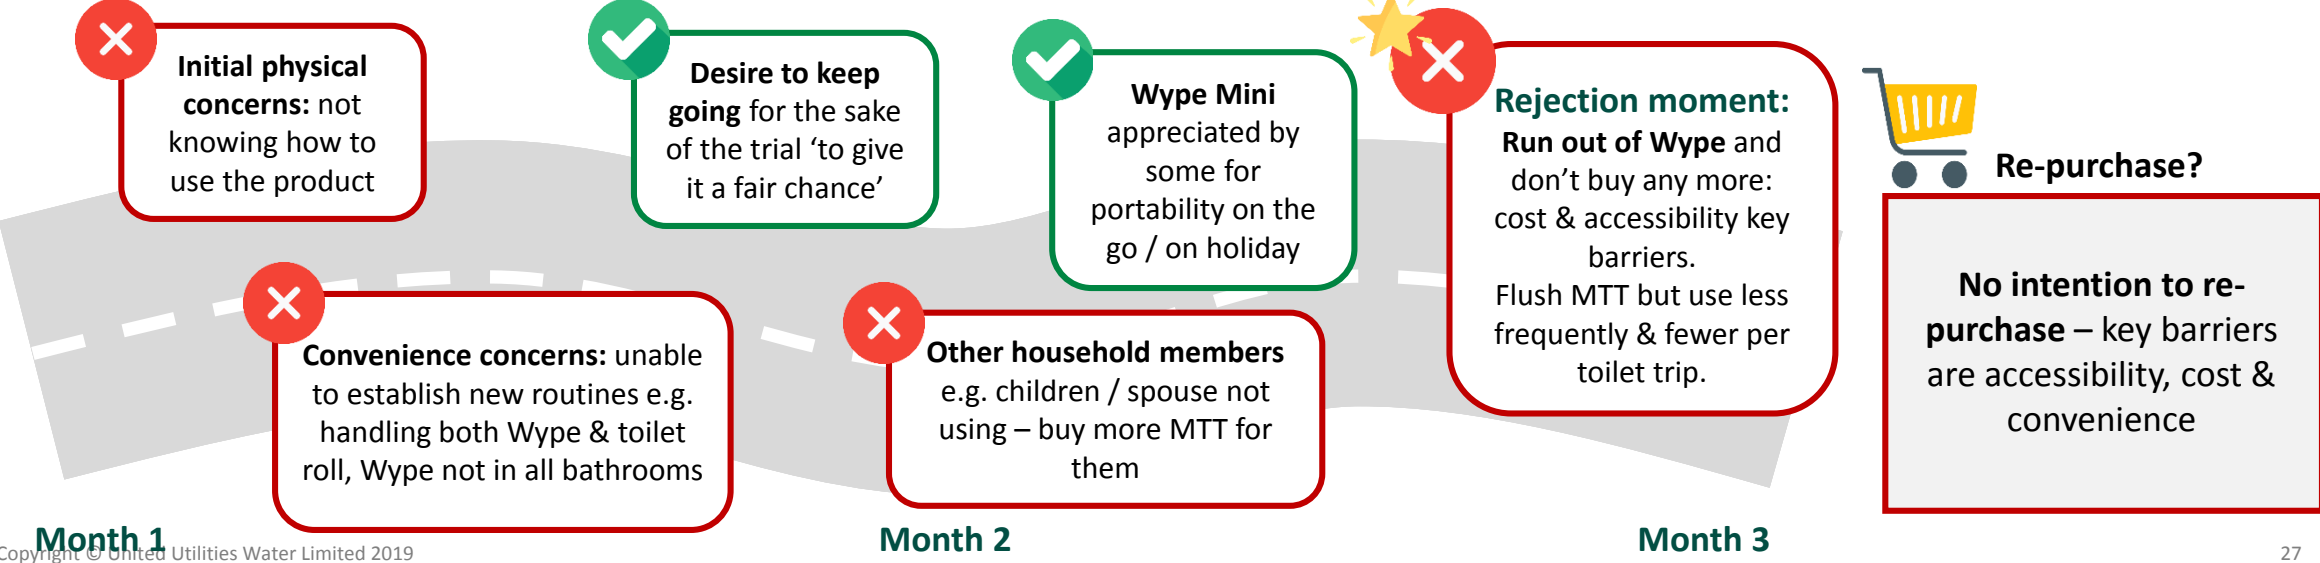 Initial physical
concerns: not
knowing how to
use the product
Desire to keep
going for the sake
of the trial ‘to give
it a fair chance’
Wype Mini
appreciated by
some for
portability on the
go / on holiday
Rejection moment:
Run out of Wype and
don’t buy any more:
cost & accessibility key
barriers.
Flush MTT but use less
frequently & fewer per
toilet trip.
Re-purchase?
No intention to re-
purchase – key barriers
are accessibility, cost &
convenience
Convenience concerns: unable
to establish new routines e.g.
handling both Wype & toilet
roll, Wype not in all bathrooms
Other household members
e.g. children / spouse not
using – buy more MTT for
them
Month 1
Month 2
Month 3
Copyright © United Utilities Water Limited 2019
27